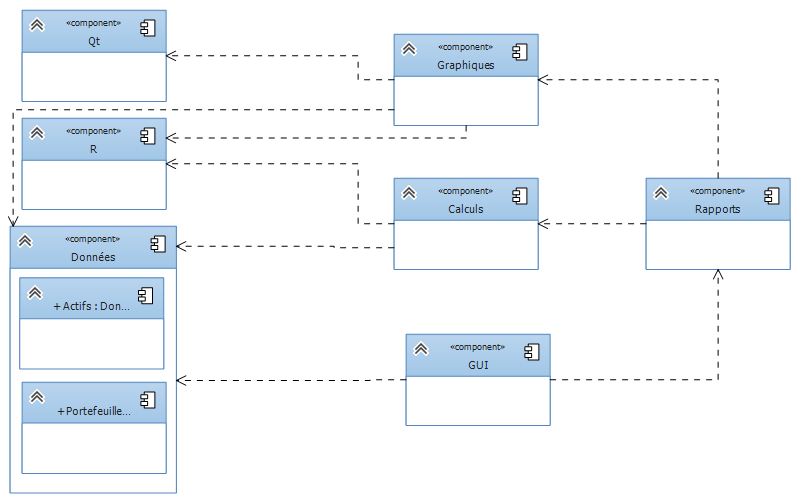 «component»
Qt
«component»
Graphiques
«component»
R
«component»
Calculs
«component»
Rapports
«component»
Données
+ Actifs : Don...
«component»
GUI
+Portefeuille...